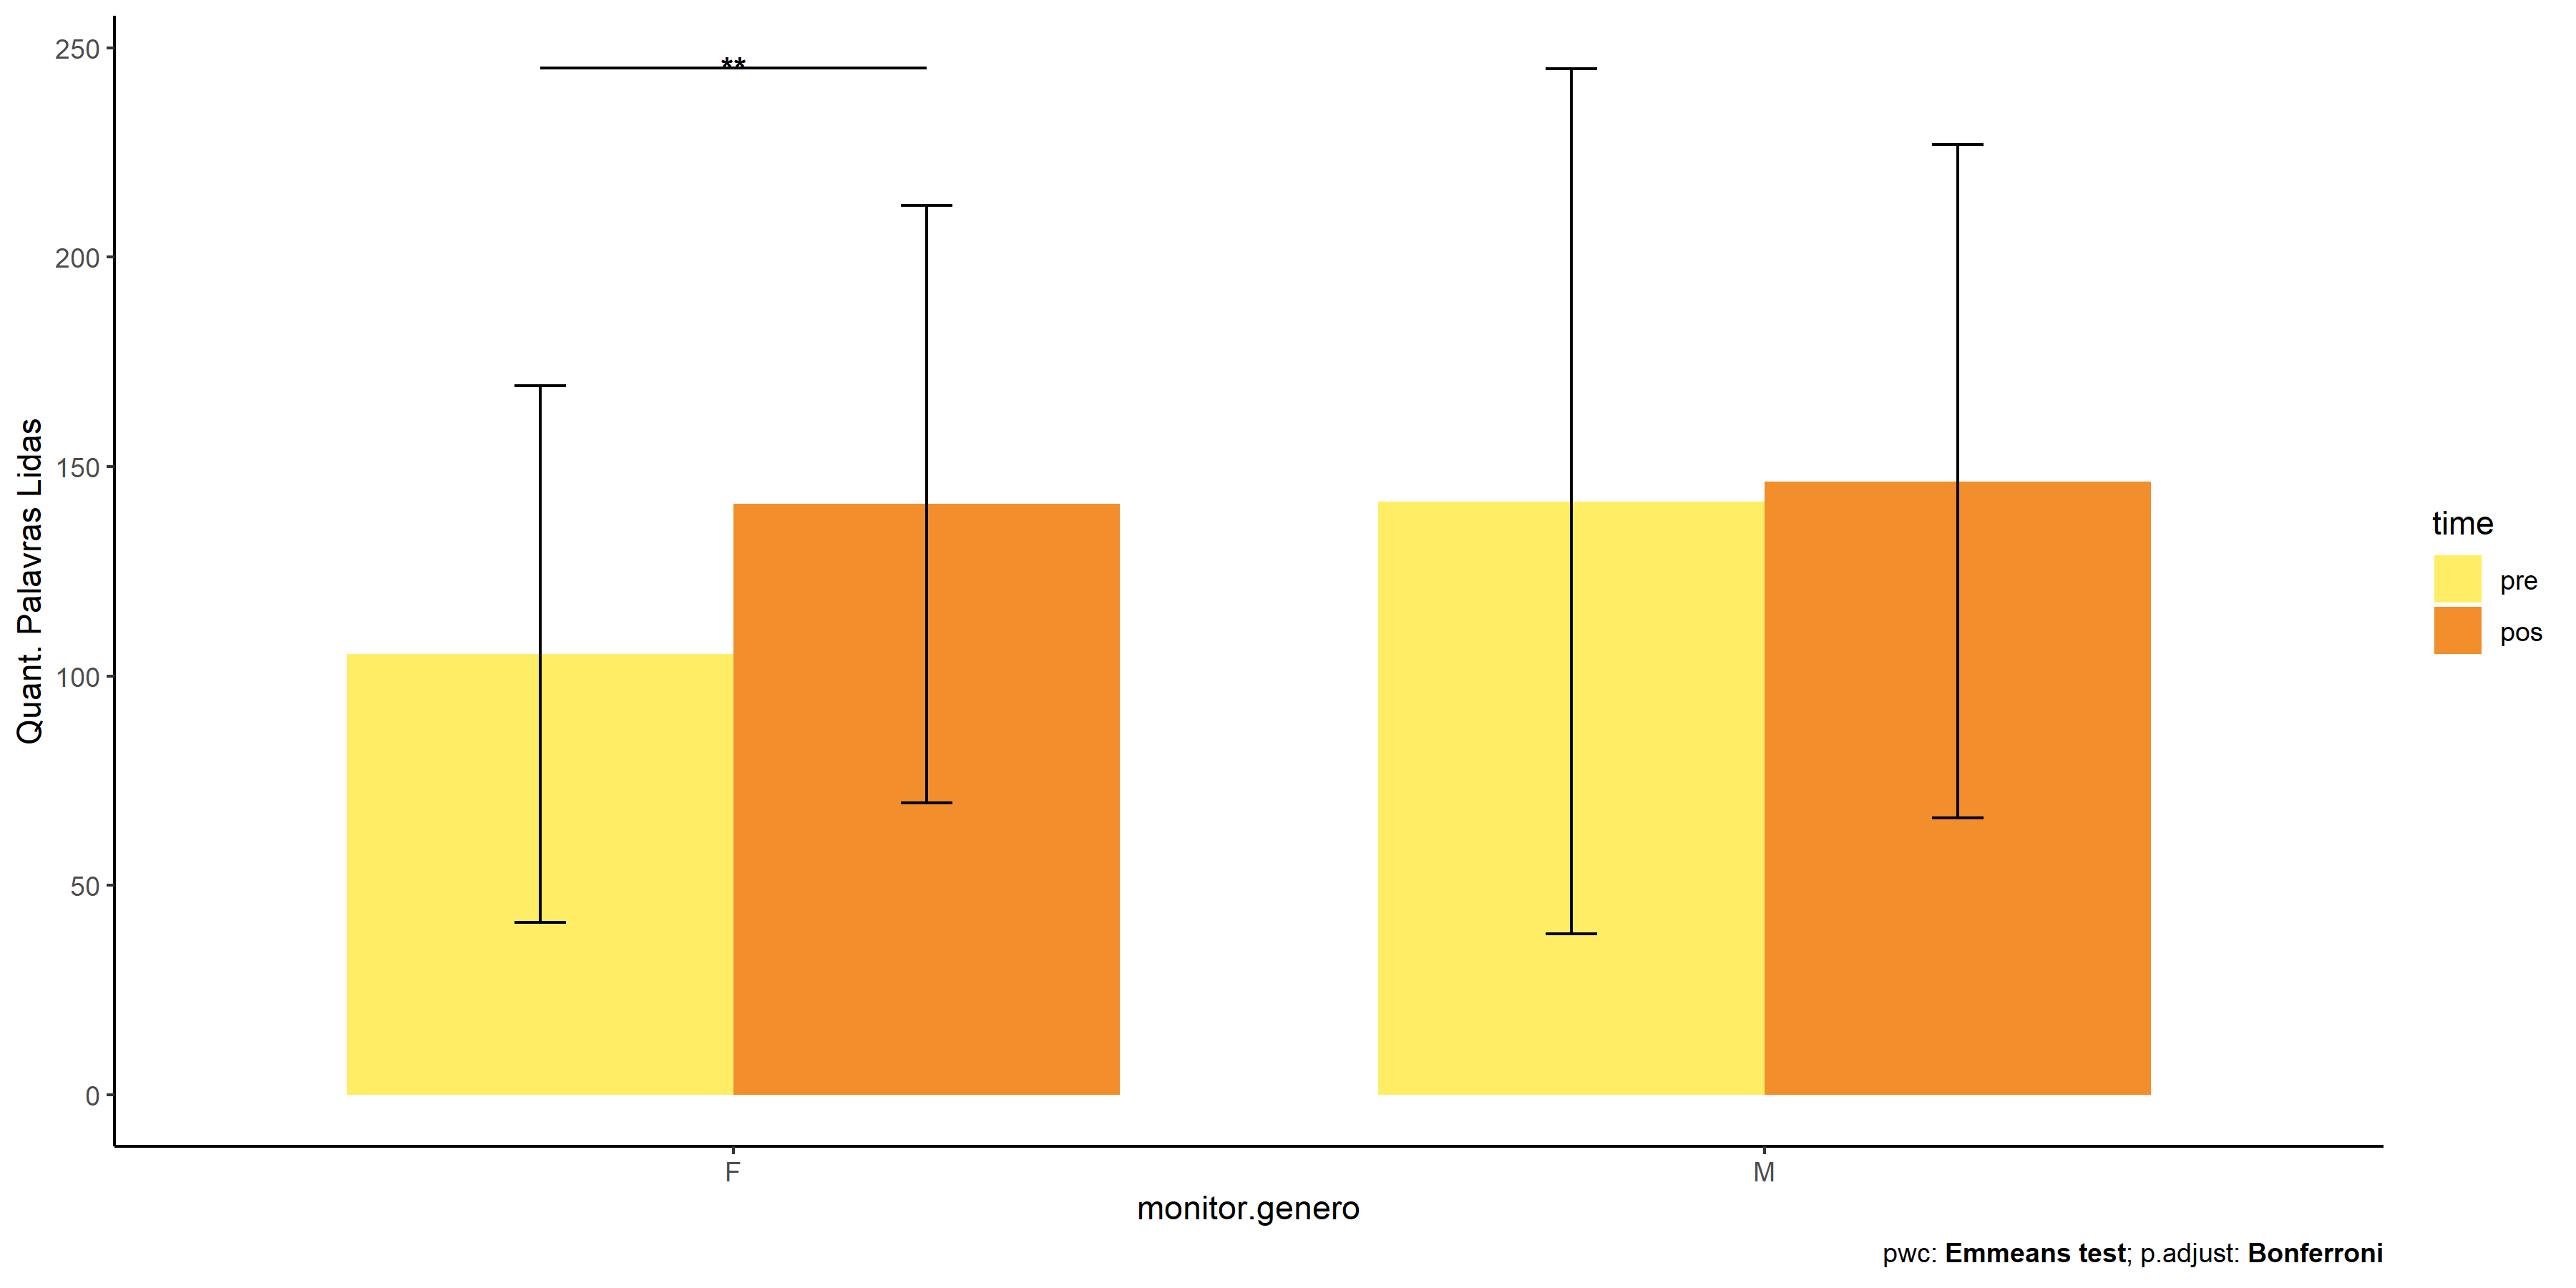 **
250
200
150
100
50
0
Quant. Palavras Lidas
F
M
monitor.genero
time
pre
pos
pwc: Emmeans test; p.adjust: Bonferroni